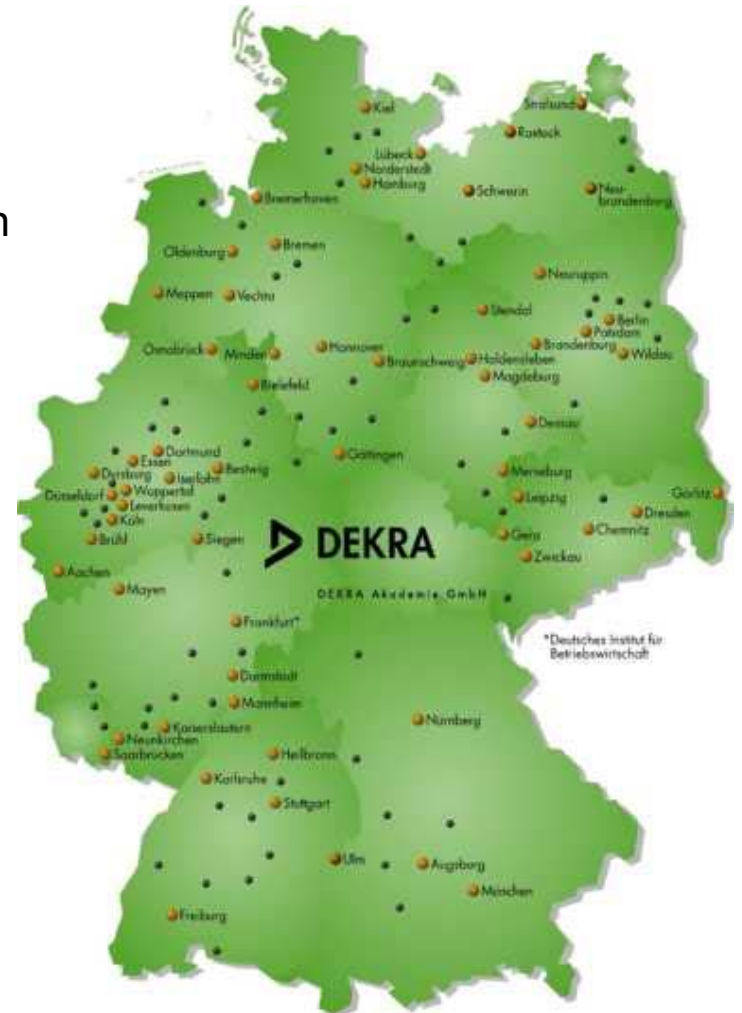 Kiel
Stralsund
Rostock
Lübeck
Norderstedt
Hamburg
Schwerin
Neu-
brandenburg
Bremerhaven
n
Oldenburg
Bremen
Neuruppin
Meppen
Vechta
Stendal
Berlin
Potsdam
Osnabrück
Minden
Hannover
Braunschweig
Haldensleben
Brandenburg
Wildau
Magdeburg
Bielefeld
Dessau
Dortmund
Göttingen
Essen
Bestwig
Merseburg
Duisburg
Iserlohn
Düsseldorf
Wuppertal
Leipzig
Görlitz
Leverkusen
Dresden
Köln
Chemnitz
Brühl
Siegen
DEKRA
Gera
Zwickau
Aachen
Mayen
DEKRA Akademie GmbH
Frankfurt*
*Deutsches Institut für
Betriebswirtschaft
Darmstadt
Mannheim
Nürnberg
Kaiserslautern
Neunkirchen
Saarbrücken
Heilbronn
Karlsruhe
Stuttgart
Ulm
Augsburg
München
Freiburg